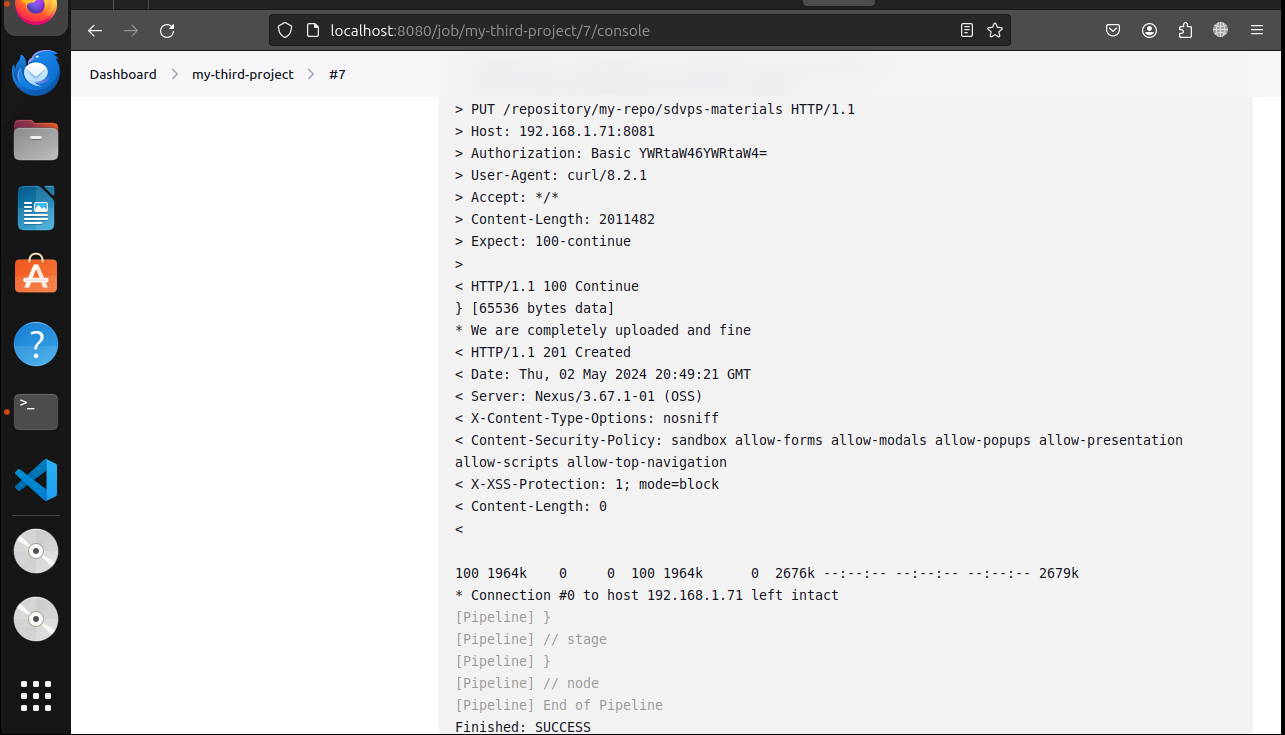 localhost:8080/job/my-third-project/7/console
Dashboard > my-third-project > #7
> PUT /repository/my-repo/sdvps-materials HTTP/1.1
> Host: 192.168.1.71:8081
> Authorization: Basic YWRtaW46YWRtaW4=
> User-Agent: curl/8.2.1
> Accept: */*
> Content-Length: 2011482
> Expect: 100-continue
>
< HTTP/1.1 100 Continue
} [65536 bytes data]
* We are completely uploaded and fine
< HTTP/1.1 201 Created
< Date: Thu, 02 May 2024 20:49:21 GMT
< Server: Nexus/3.67.1-01 (OSS)
< X-Content-Type-Options: nosniff
< Content-Security-Policy: sandbox allow-forms allow-modals allow-popups allow-presentation
allow-scripts allow-top-navigation
< X-XSS-Protection: 1; mode=block
< Content-Length: 0
<
100 1964k    0     0  100 1964k      0  2676k --:--:-- --:--:-- --:--:-- 2679k
* Connection #0 to host 192.168.1.71 left intact
[Pipeline] }
[Pipeline] // stage
[Pipeline] }
[Pipeline] // node
[Pipeline] End of Pipeline
Finished: SUCCESS